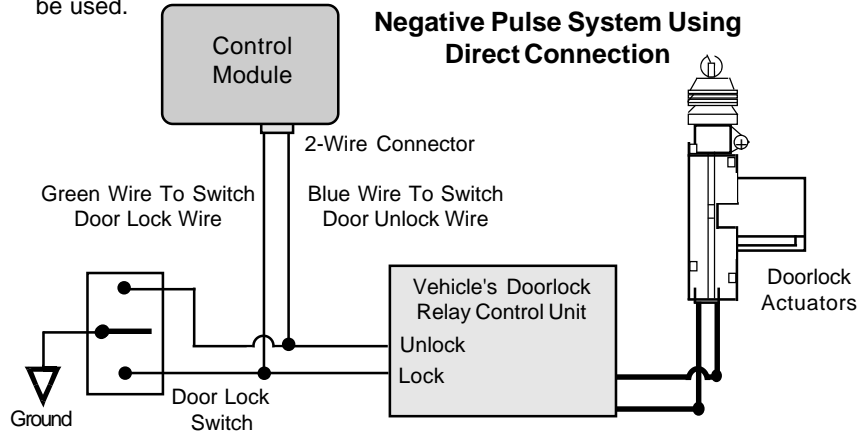 be used.
Negative Pulse System Using
Direct Connection
Control
Module
2-Wire Connector
Green Wire To Switch
Door Lock Wire
Blue Wire To Switch
Door Unlock Wire
Vehicle's Doorlock
Relay Control Unit
Unlock
Lock
Doorlock
Actuators
Door Lock
Switch
Ground